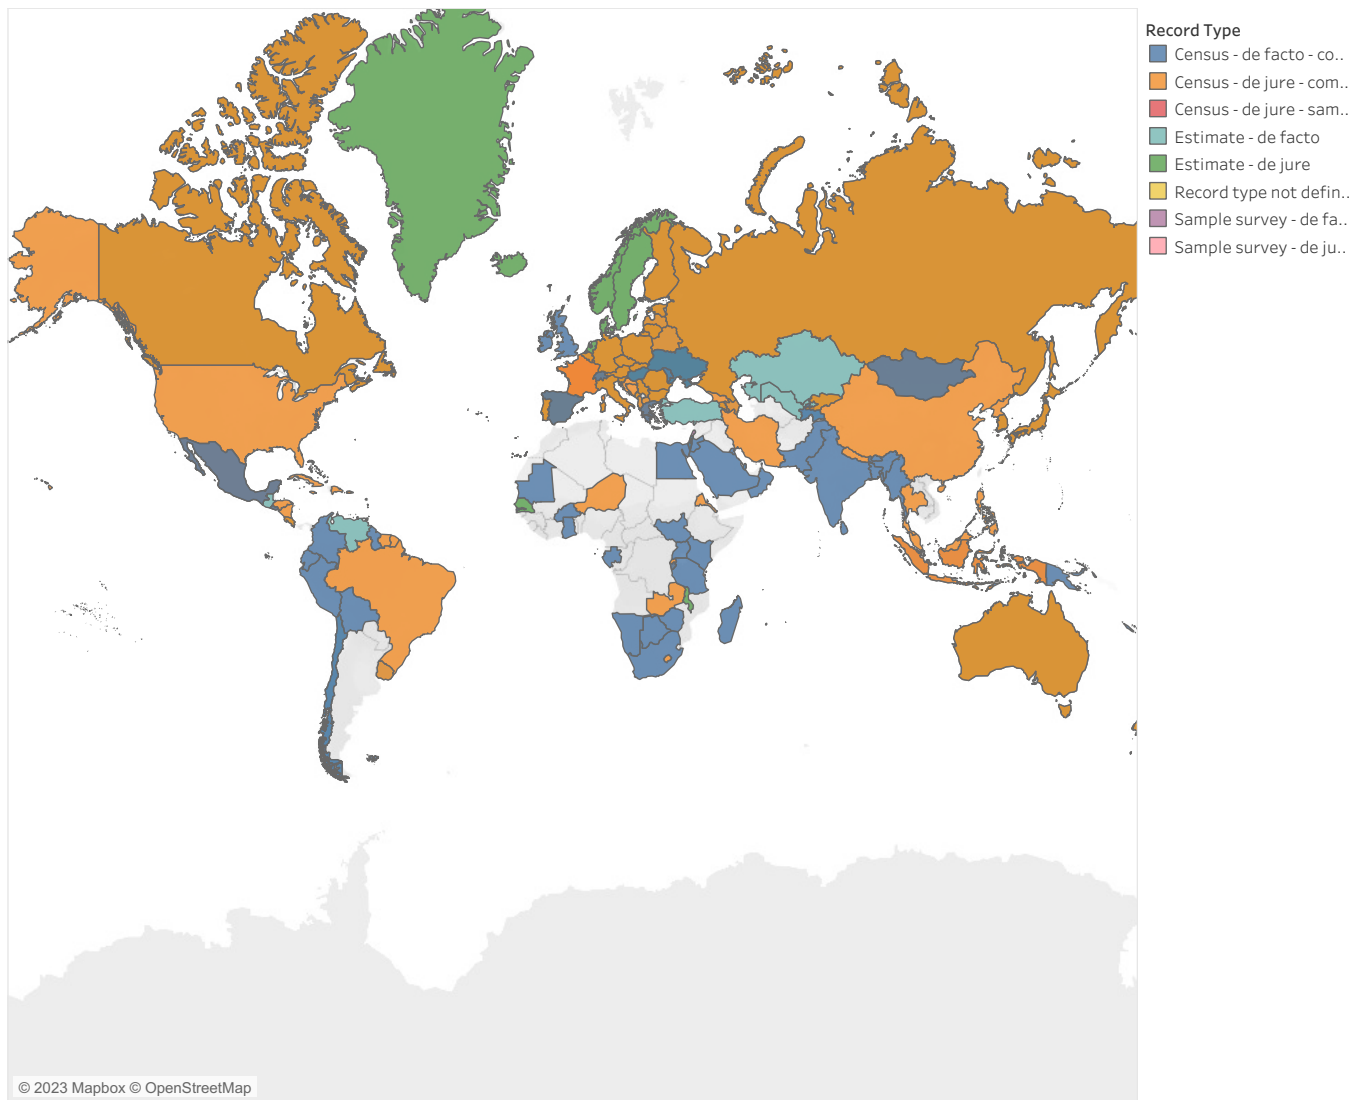 Record Type
Census - de facto - co..
Census - de jure - com..
Census - de jure - sam..
Estimate - de facto
Estimate - de jure
Record type not defin..
Sample survey - de fa..
Sample survey - de ju..
© 2023 Mapbox © OpenStreetMap